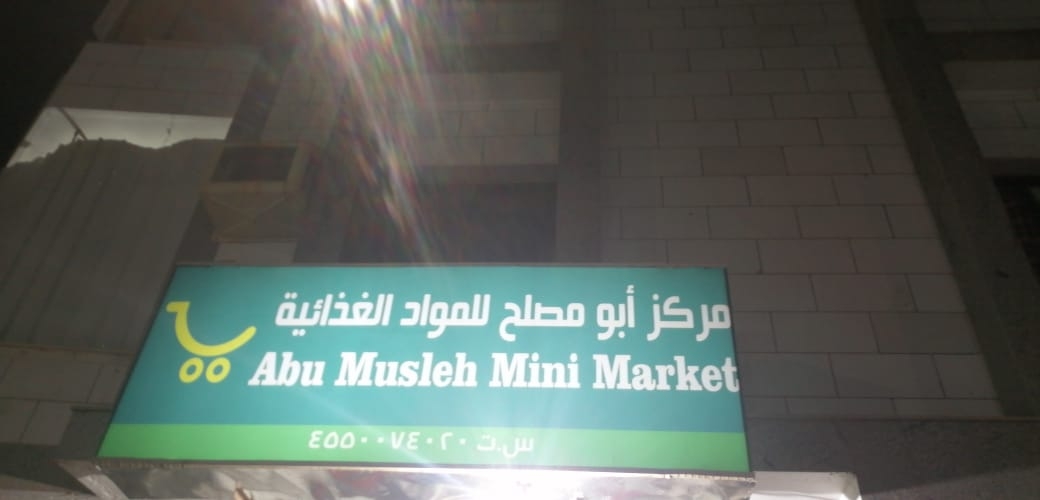 مركز أبو مصلح للمواد الغذائية
Abu Musleh Mini Market
س.ت ٤٥٥٠٠٧٤٠٢٠